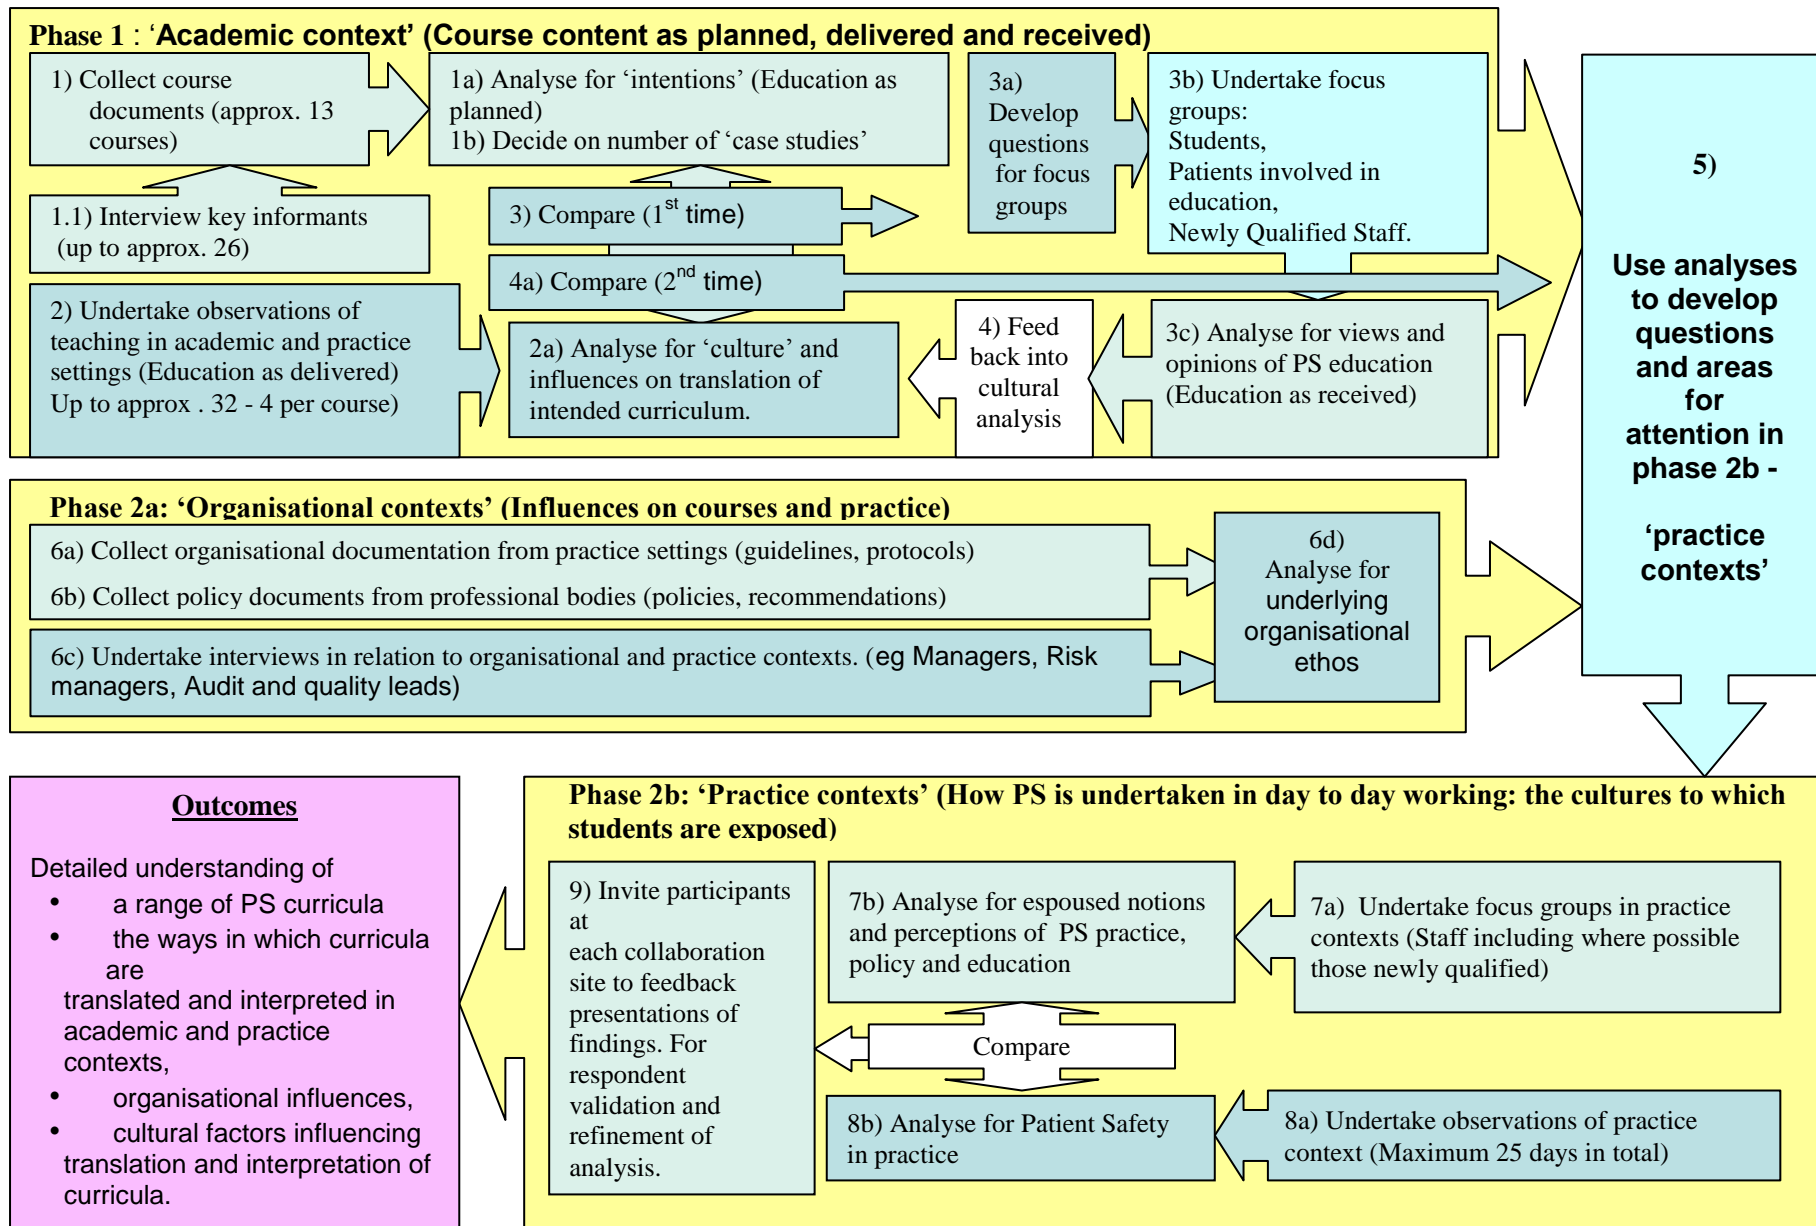 Phase 1 : ‘Academic context’ (Course content as planned, delivered and received)
1) Collect course
documents (approx. 13
courses)
1a) Analyse for ‘intentions’ (Education as
planned)
1b) Decide on number of ‘case studies’
3a)
Develop
questions
for focus
groups
3b) Undertake focus
groups:
Students,
Patients involved in
education,
Newly Qualified Staff.
1.1) Interview key informants
(up to approx. 26)
3) Compare (1st time)
4a) Compare (2nd time)
2) Undertake observations of
teaching in academic and practice
settings (Education as delivered)
Up to approx . 32 - 4 per course)
2a) Analyse for ‘culture’ and
influences on translation of
intended curriculum.
4) Feed
back into
cultural
analysis
3c) Analyse for views and
opinions of PS education
(Education as received)
5)
Use analyses
to develop
questions
and areas
for
attention in
phase 2b -
‘practice
contexts’
Phase 2a: ‘Organisational contexts’ (Influences on courses and practice)
6a) Collect organisational documentation from practice settings (guidelines, protocols)
6b) Collect policy documents from professional bodies (policies, recommendations)
6c) Undertake interviews in relation to organisational and practice contexts. (eg Managers, Risk
managers, Audit and quality leads)
6d)
Analyse for
underlying
organisational
ethos
Outcomes
Detailed understanding of
• a range of PS curricula
• the ways in which curricula
are
translated and interpreted in
academic and practice
contexts,
• organisational influences,
• cultural factors influencing
translation and interpretation of
curricula.
Phase 2b: ‘Practice contexts’ (How PS is undertaken in day to day working: the cultures to which
students are exposed)
9) Invite participants
at
each collaboration
site to feedback
presentations of
findings. For
respondent
validation and
refinement of
analysis.
7b) Analyse for espoused notions
and perceptions of PS practice,
policy and education
7a) Undertake focus groups in practice
contexts (Staff including where possible
those newly qualified)
Compare
8b) Analyse for Patient Safety
in practice
8a) Undertake observations of practice
context (Maximum 25 days in total)